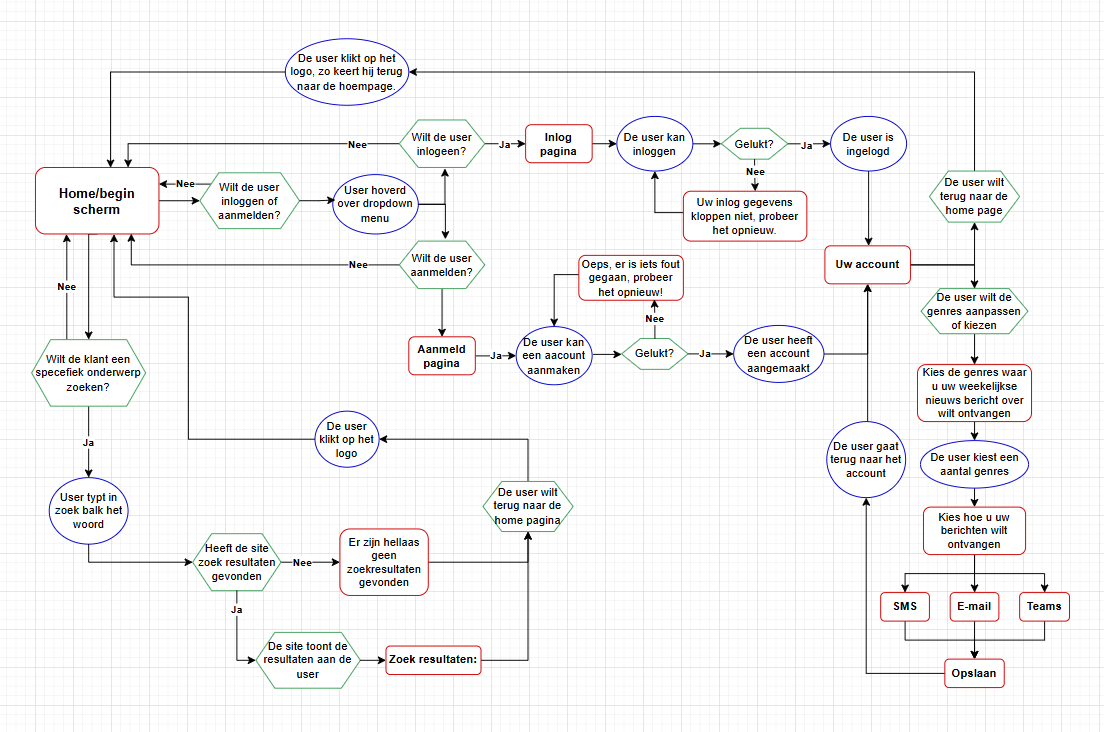 De user klikt op het
logo, zo keert hij terug
naar de hoempage.
Nee
Wilt de user
inlogeen?
Ja
Inlog
pagina
De user kan
inloggen
Gelukt?
Ja
De user is
ingelogd
Nee
Uw inlog gegevens
kloppen niet, probeer
het opnieuw.
De user wilt
terug naar de
home page
Home/begin
scherm
Nee
Wilt de user
inloggen of
aanmelden?
User hoverd
over dropdown
menu
Nee
Wilt de user
aanmelden?
Oeps, er is iets fout
gegaan, probeer
het opnieuw!
Uw account
De user wilt de
genres aanpassen
of kiezen
Nee
Aanmeld
pagina
Ja
De user kan
een aacount
aanmaken
Nee
Gelukt?
Ja
De user heeft
een account
aangemaakt
Wilt de klant een
specefiek onderwerp
zoeken?
Kies de genres waar
u uw weekelijkse
nieuws bericht over
wilt ontvangen
Ja
De user
klikt op het
logo
De user gaat
terug naar het
account
De user kiest een
aantal genres
User typt in
zoek balk het
woord
De user wilt
terug naar de
home pagina
Kies hoe u uw
berichten wilt
ontvangen
Heeft de site
zoek resultaten
gevonden
Nee
Er zijn hellaas
geen
zoekresultaten
gevonden
Ja
SMS
E-mail
Teams
De site toont de
resultaten aan de
user
Zoek resultaten:
Opslaan